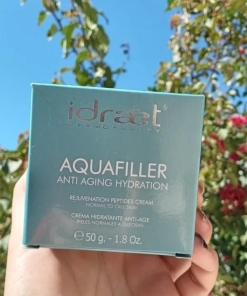 idraet®
AQUAFILLER
ANTI AGING HYDRATION
REJUVENATION PEPTIDES CREAM
NORMAL TO OILY SKIN
CREMA HIDRATANTE ANTI-AGE
PIELES NORMALES A OLEOSAS
℮ 50 g. - 1.8 Oz.